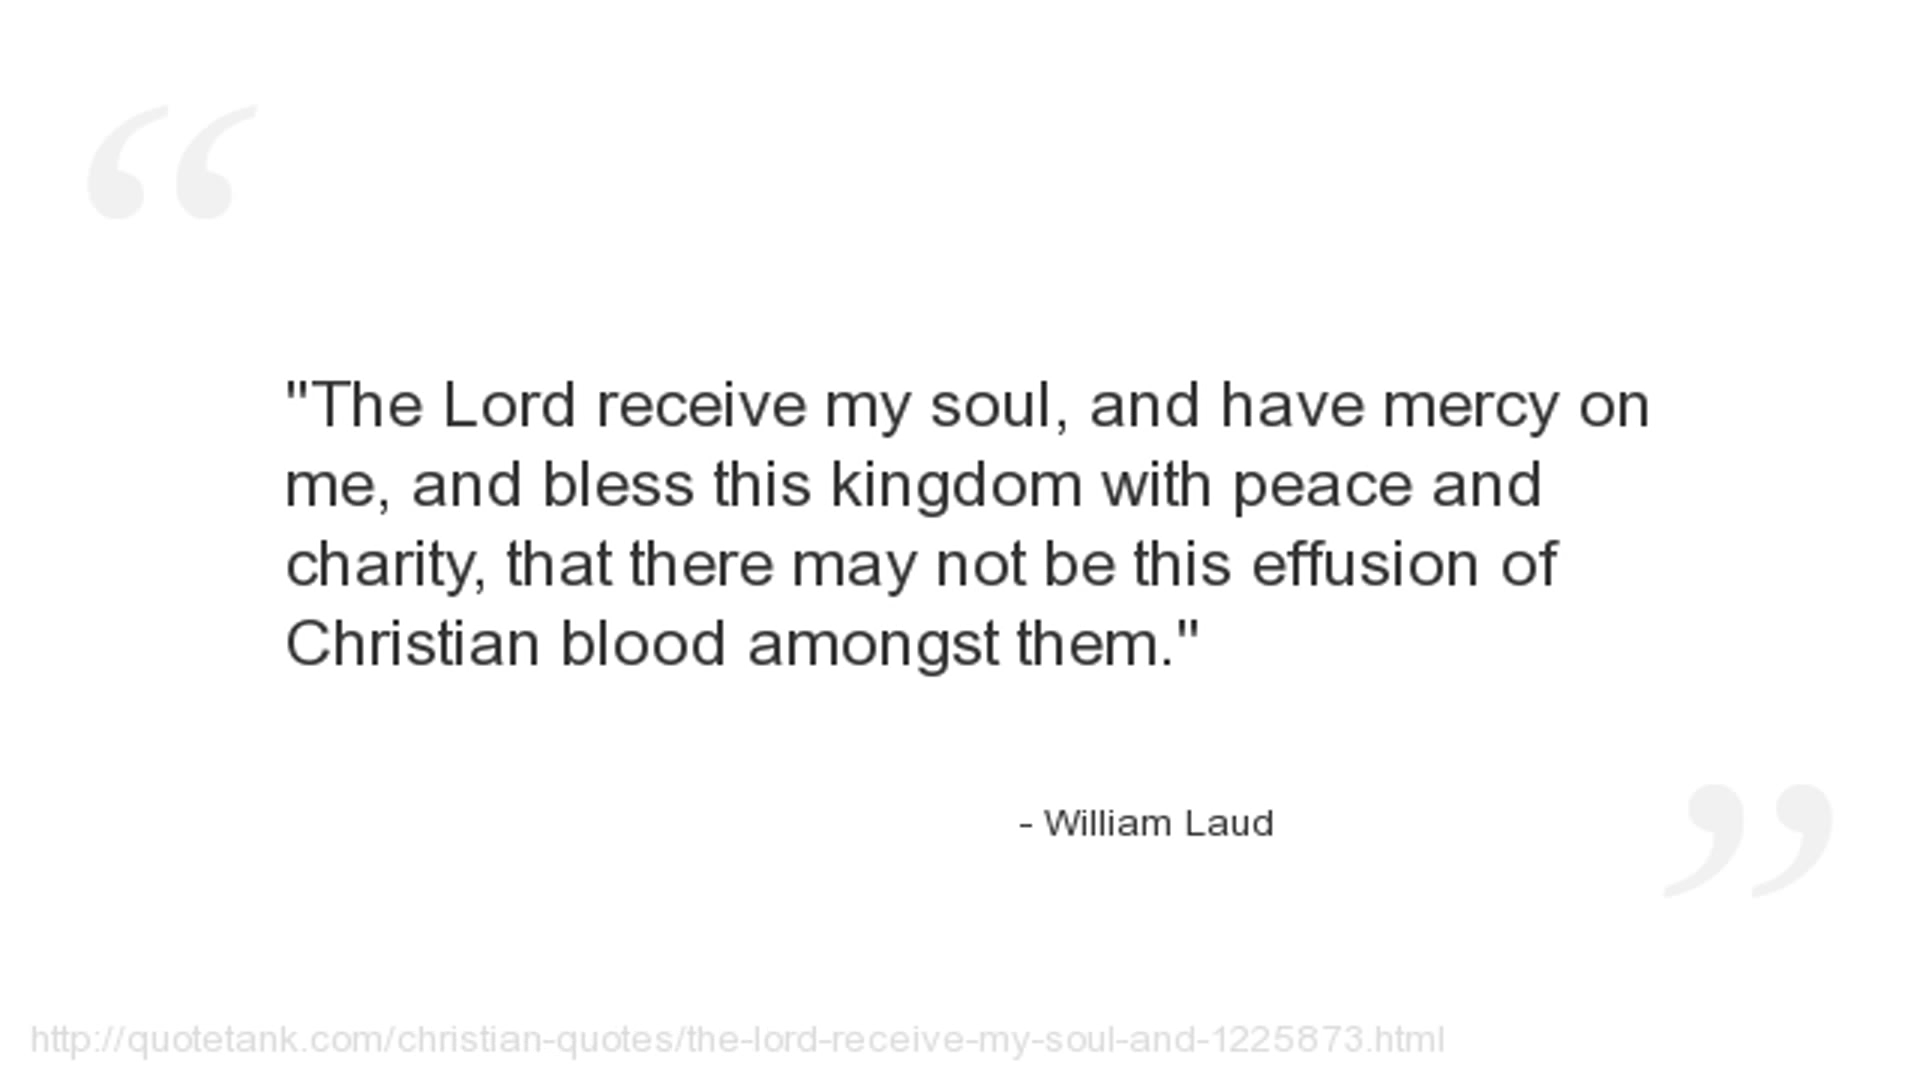 "The Lord receive my soul, and have mercy on
me, and bless this kingdom with peace and
charity, that there may not be this effusion of
Christian blood amongst them."
- William Laud
http://quotetank.com/christian-quotes/the-lord-receive-my-soul-and-1225873.html